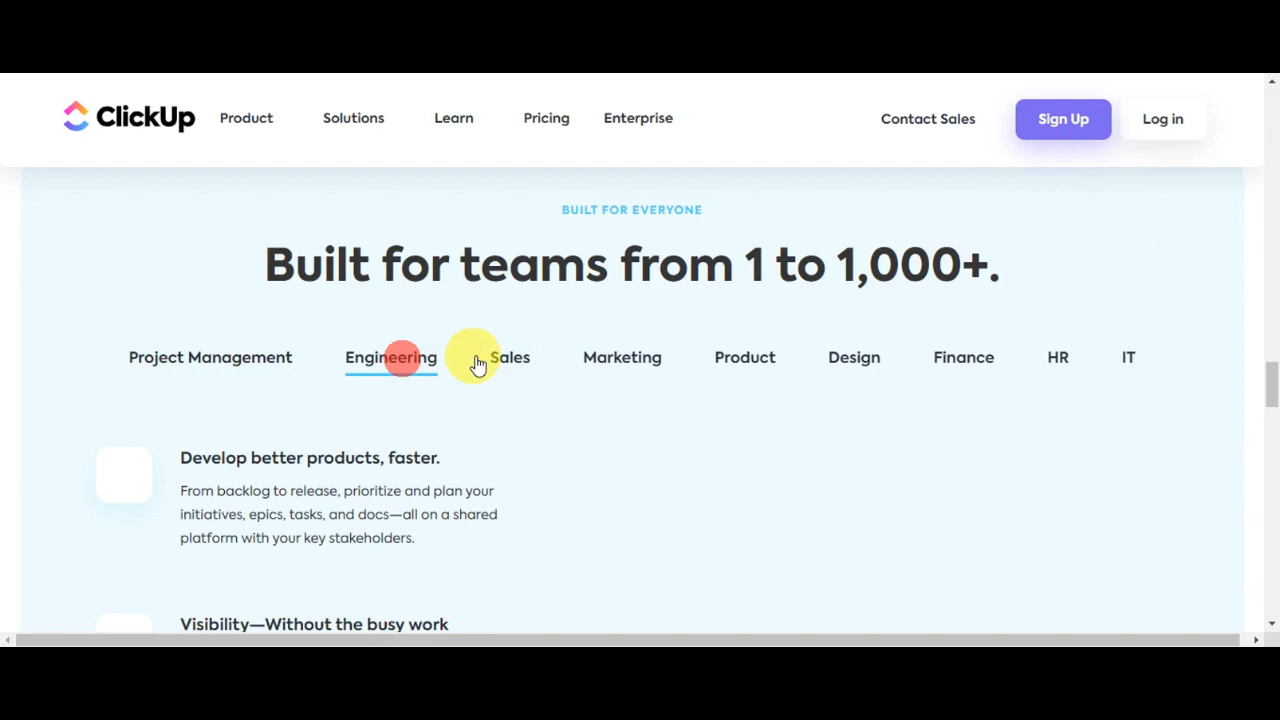 ClickUp Product Solutions Learn Pricing Enterprise Contact Sales Sign Up Log in
BUILT FOR EVERYONE
Built for teams from 1 to 1,000+.
Project Management Engineering Sales Marketing Product Design Finance HR IT
Develop better products, faster.
From backlog to release, prioritize and plan your
initiatives, epics, tasks, and docs—all on a shared
platform with your key stakeholders.
Visibility—Without the busy work